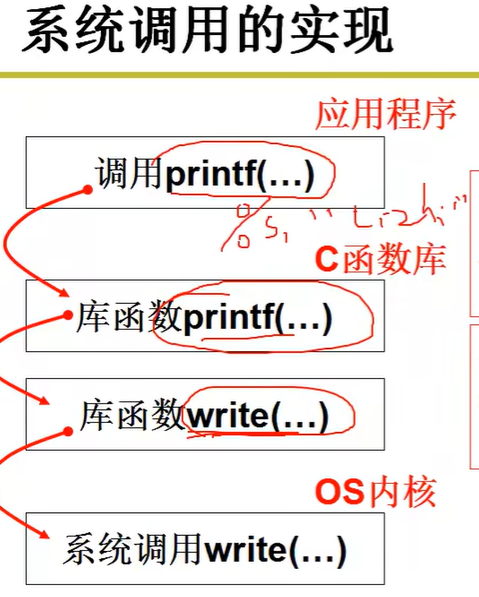 系统调用的实现
应用程序
调用printf(…)
%s, "Lizhi"
C函数库
库函数printf(…)
库函数write(…)
OS内核
系统调用write(…)